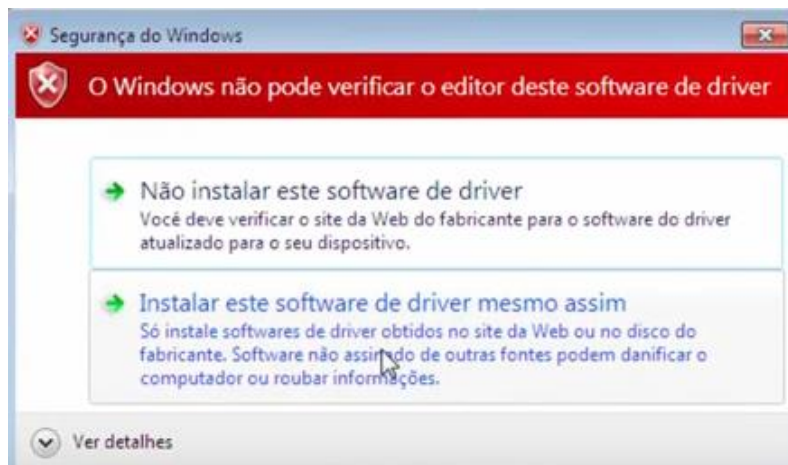 Segurança do Windows
O Windows não pode verificar o editor deste software de driver
Não instalar este software de driver
Você deve verificar o site da Web do fabricante para o software do driver
atualizado para o seu dispositivo.
Instalar este software de driver mesmo assim
Só instale softwares de driver obtidos no site da Web ou no disco do
fabricante. Software não assinado de outras fontes podem danificar o
computador ou roubar informações.
Ver detalhes